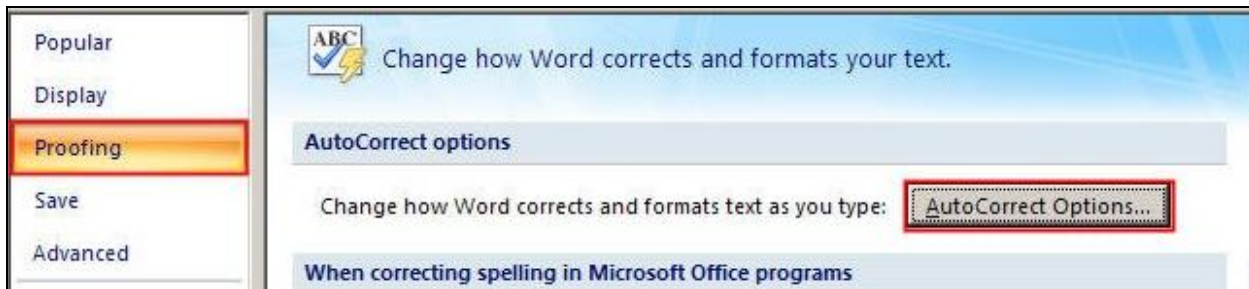 Popular
Display
Proofing
Save
Advanced
ABC
Change how Word corrects and formats your text.
AutoCorrect options
Change how Word corrects and formats text as you type: AutoCorrect Options...
When correcting spelling in Microsoft Office programs